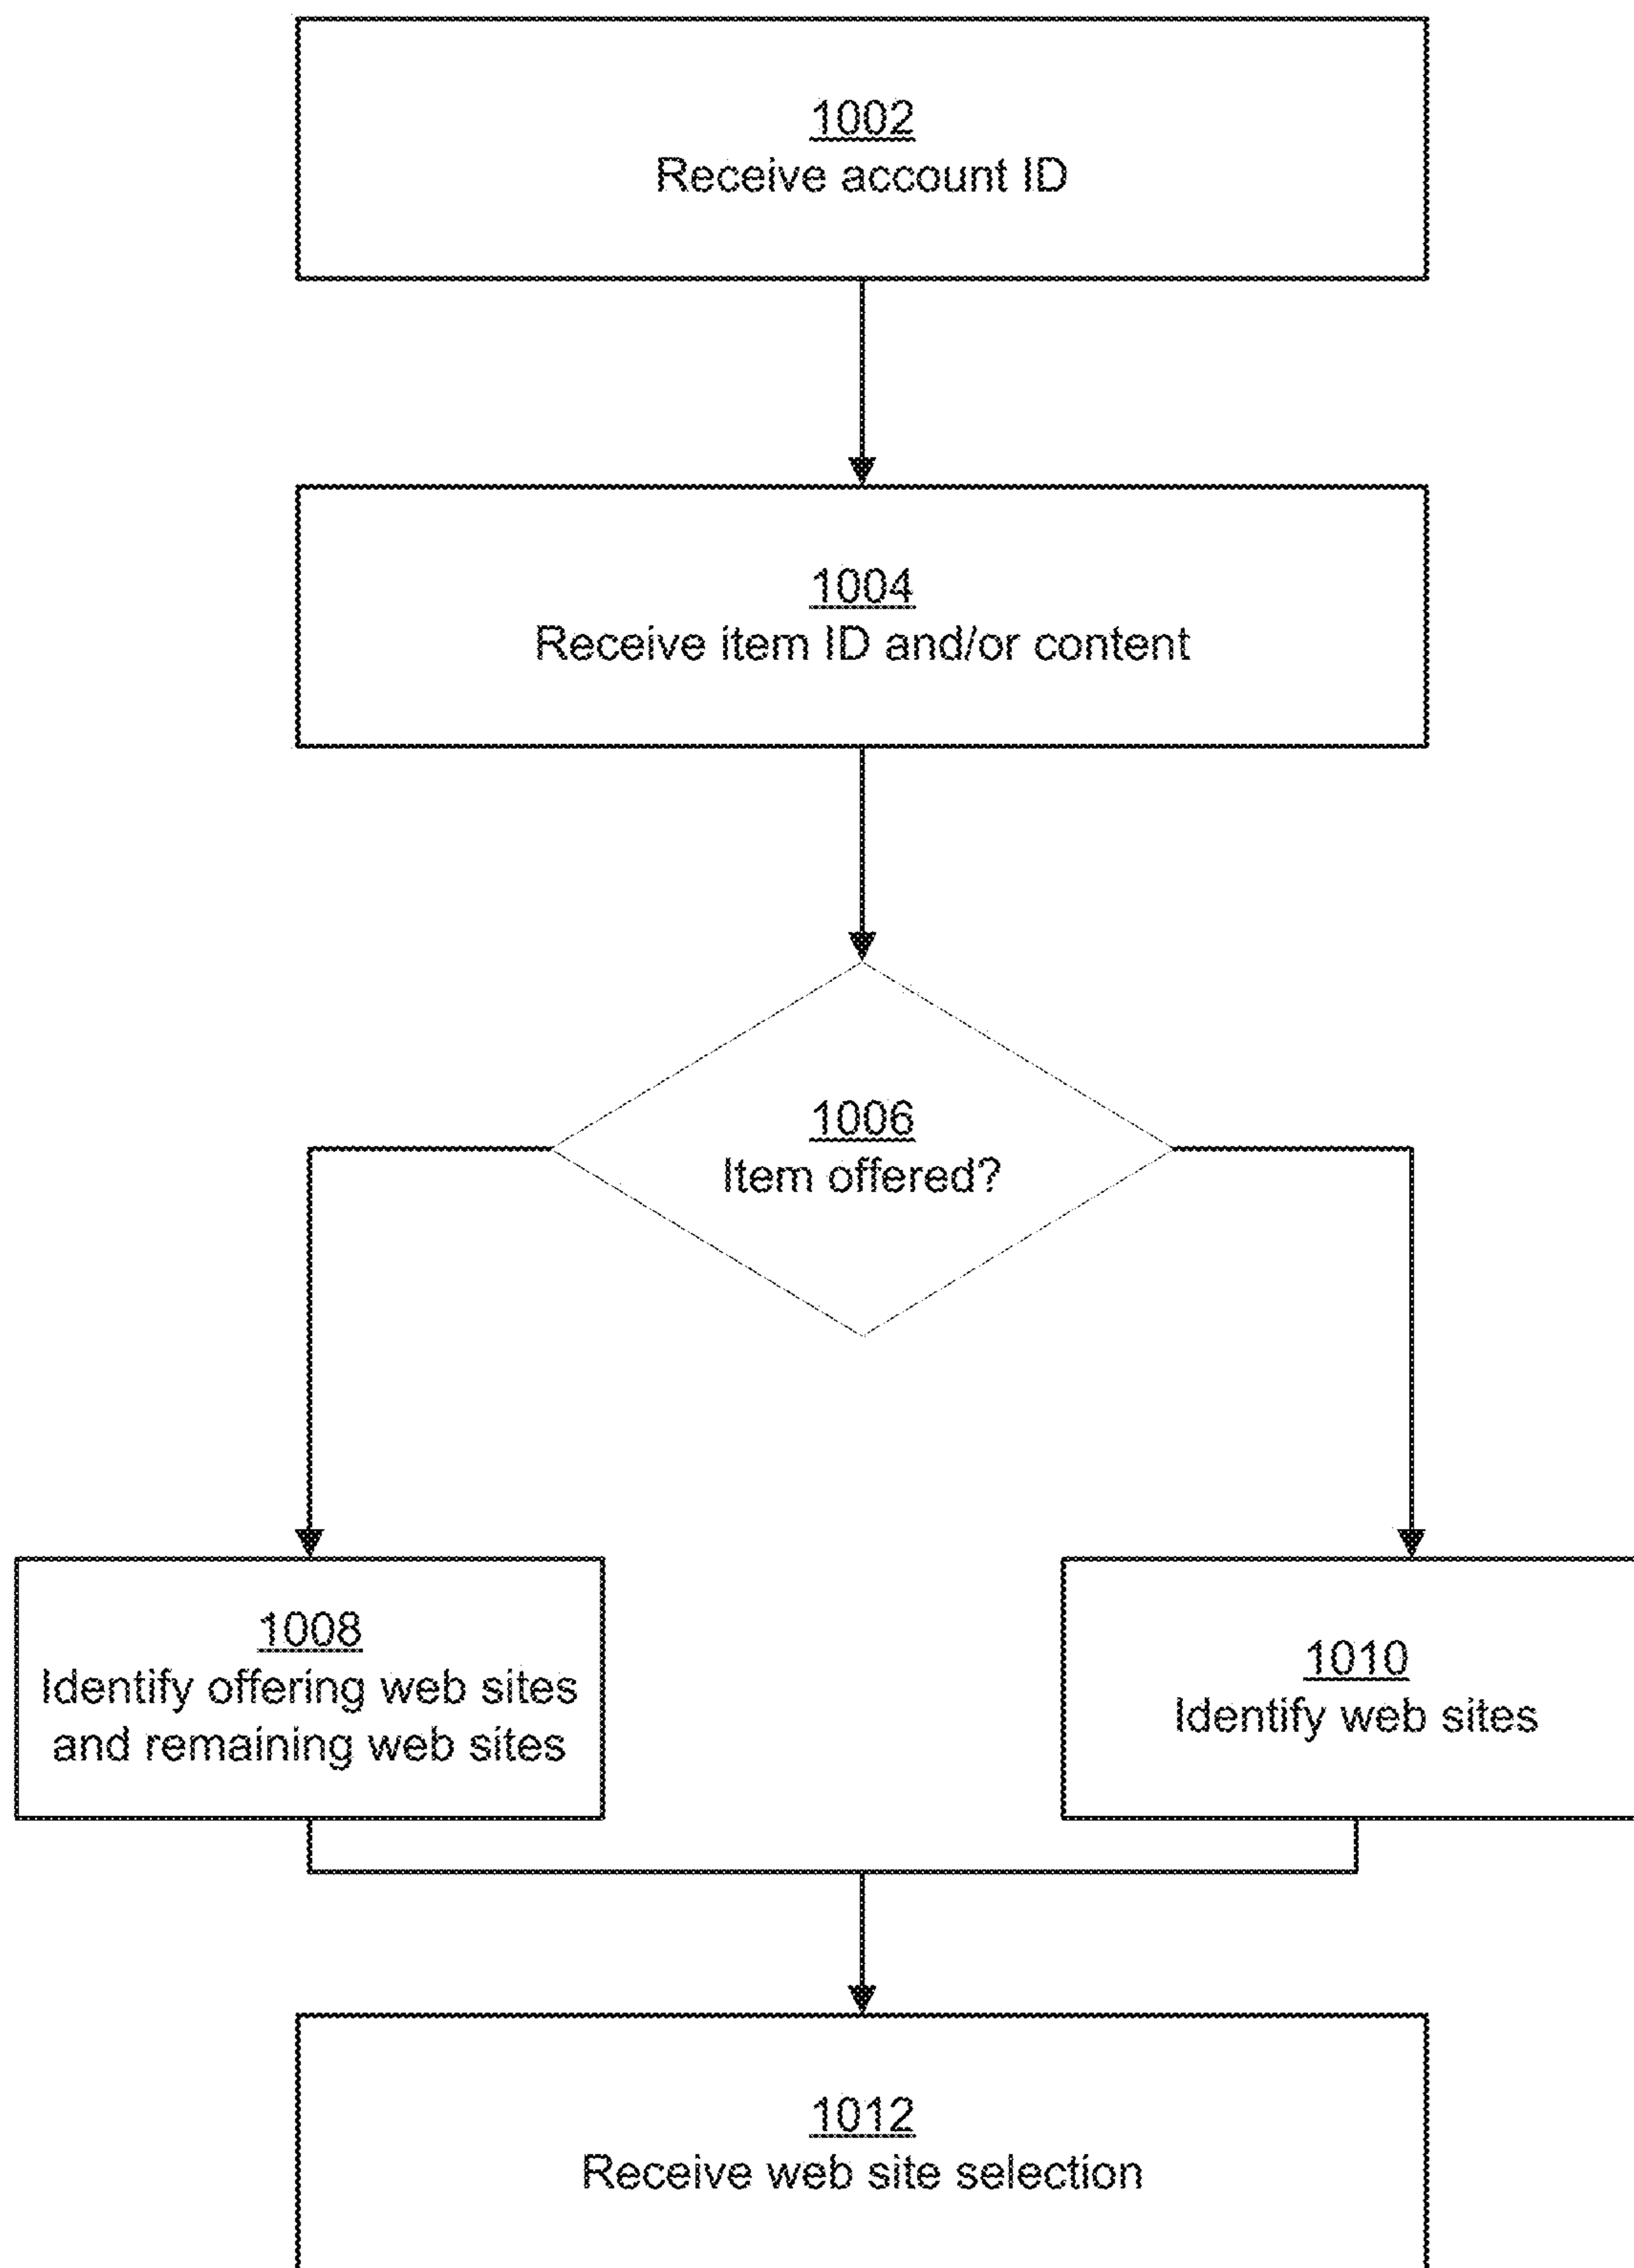 1002
Receive account ID
1004
Receive item ID and/or content
1006
Item offered?
1008
Identify offering web sites
and remaining web sites
1010
Identify web sites
1012
Receive web site selection